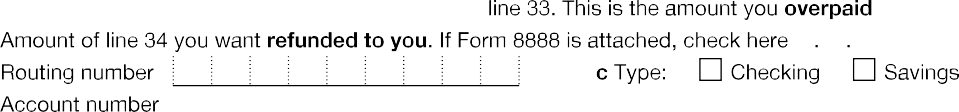 line 33. This is the amount you overpaid
Amount of line 34 you want refunded to you. If Form 8888 is attached, check here . .
Routing number c Type: Checking Savings
Account number